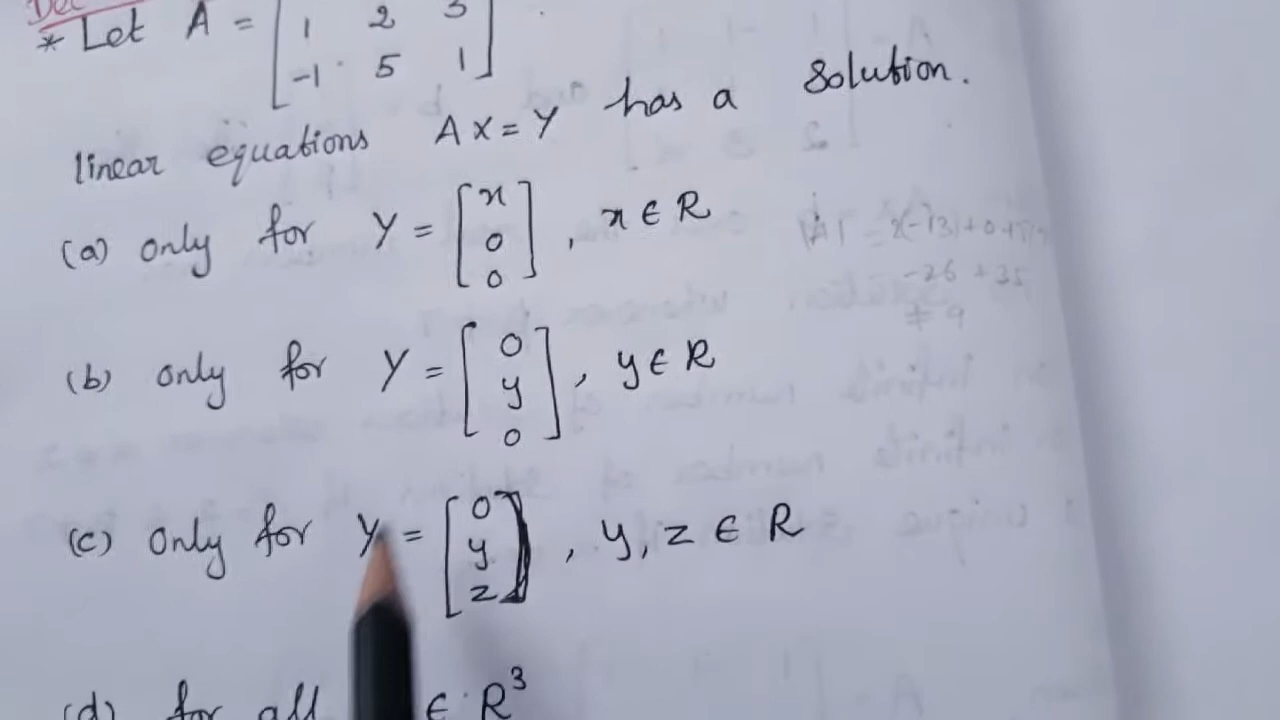 Dec
* Let A = [ 1 2 3
-1 5 1 ]
linear equations AX = Y has a solution.
(a) only for Y = [ x 0 0 ] , x ∈ R
(b) only for Y = [ 0 y 0 ] , y ∈ R
(c) only for Y = [ 0 y z ] , y, z ∈ R
(d) for all ∈ R³